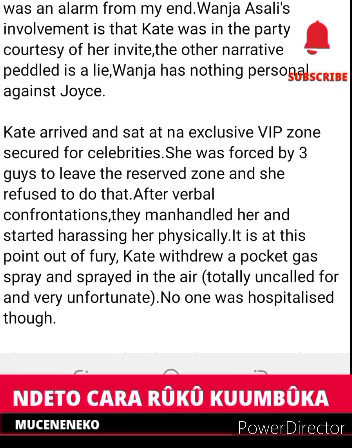 was an alarm from my end.Wanja Asali's
involvement is that Kate was in the party
courtesy of her invite,the other narrative
peddled is a lie,Wanja has nothing personal
against Joyce.
SUBSCRIBE
Kate arrived and sat at na exclusive VIP zone
secured for celebrities.She was forced by 3
guys to leave the reserved zone and she
refused to do that.After verbal
confrontations,they manhandled her and
started harassing her physically.It is at this
point out of fury, Kate withdrew a pocket gas
spray and sprayed in the air (totally uncalled for
and very unfortunate).No one was hospitalised
though.
NDETO CARA RŨKŨ KUUMBŨKA
MUCENENEKO
PowerDirector